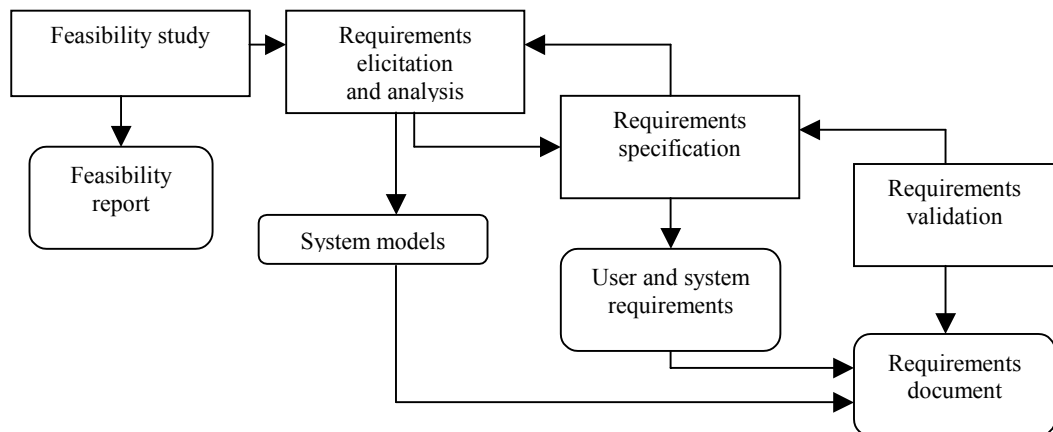 Feasibility study
Requirements
elicitation
and analysis
Requirements
specification
Requirements
validation
Feasibility
report
System models
User and system
requirements
Requirements
document